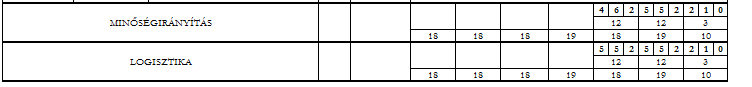 4 6 2 5 5 2 2 1 0
MINŐSÉGIRÁNYÍTÁS 12 12 3
18 18 18 19 18 19 10
5 5 2 5 5 2 2 1 0
LOGISZTIKA 12 12 3
18 18 18 19 18 19 10